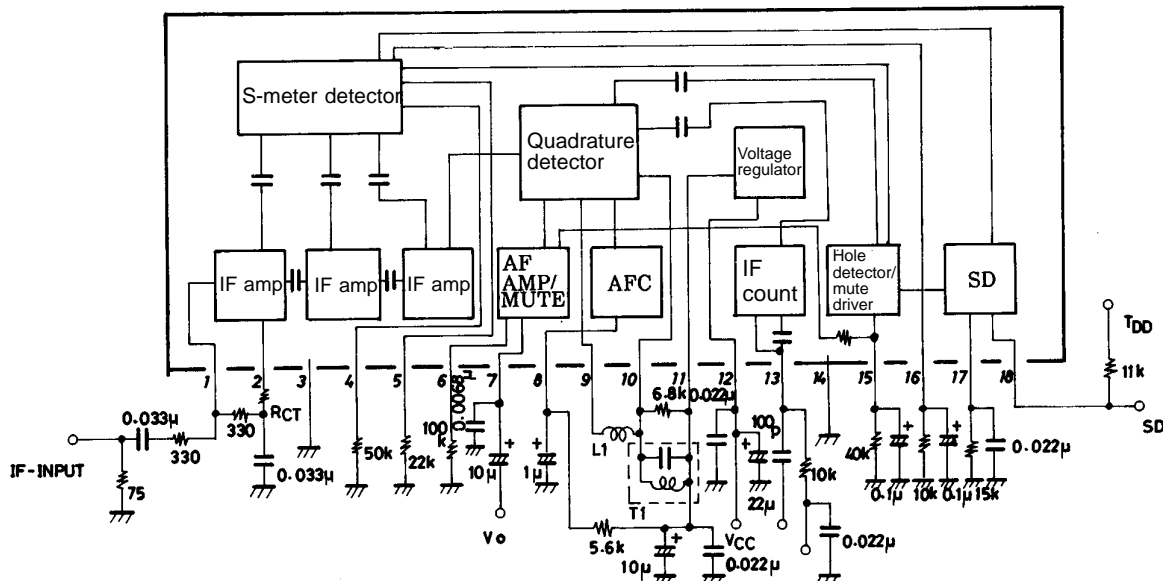 S-meter detector
Quadrature
detector
Voltage
regulator
IF amp
IF amp
IF amp
AF
AMP/
MUTE
AFC
IF
count
Hole
detector/
mute
driver
SD
TDD
11k
SD
1
2
3
4
5
6
7
8
9
10
11
12
13
14
15
16
17
18
RCT
0.033μ
330
330
IF-INPUT
75
0.033μ
50k
22k
100
k
0.0068μ
10μ
Vo
1μ
L1
6.8k
T1
5.6k
10μ
0.022μ
0.022μ
VCC
22μ
100
p
10k
0.022μ
40k
0.1μ
10k
0.1μ
15k
0.022μ
+
+
+
+
+
+